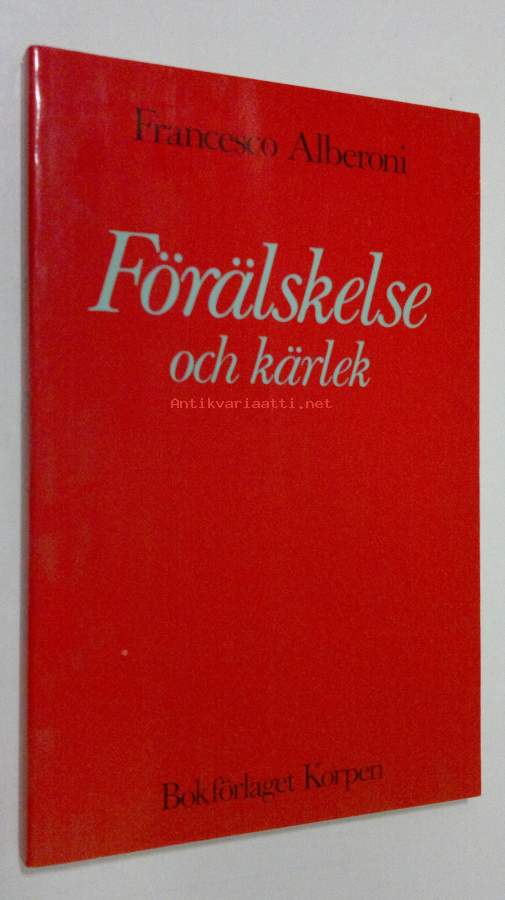 Francesco Alberoni
Förälskelse
och kärlek
Antikvariaatti.net
Bokförlaget Korpen